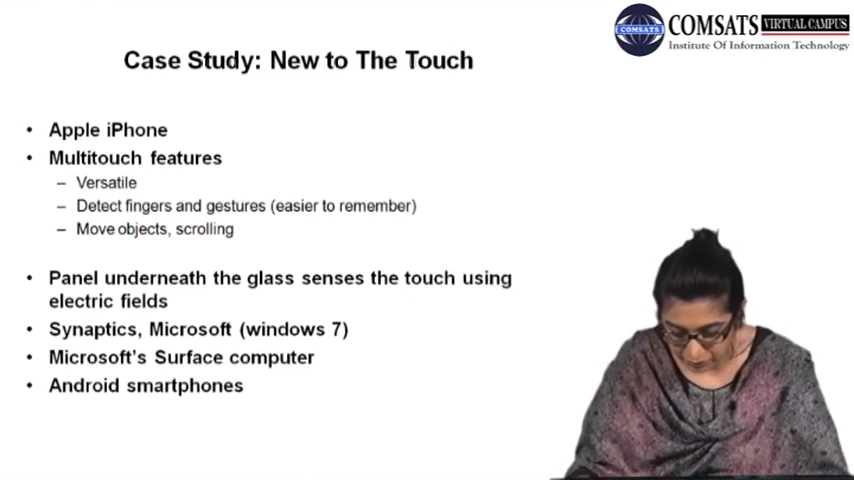 COMSATS VIRTUAL CAMPUS
COMSATS
Institute Of Information Technology
Case Study: New to The Touch
• Apple iPhone
• Multitouch features
– Versatile
– Detect fingers and gestures (easier to remember)
– Move objects, scrolling
• Panel underneath the glass senses the touch using
electric fields
• Synaptics, Microsoft (windows 7)
• Microsoft's Surface computer
• Android smartphones